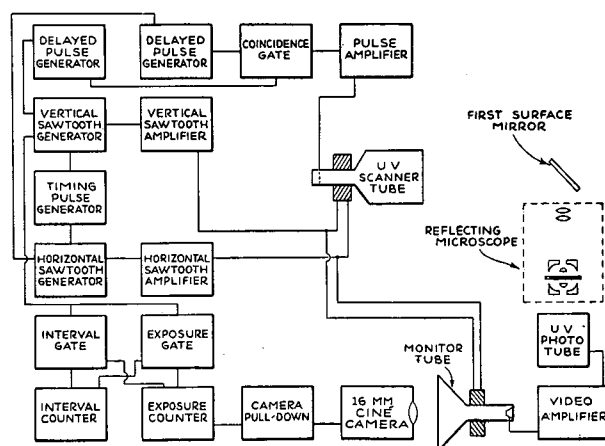 DELAYED
PULSE
GENERATOR
DELAYED
PULSE
GENERATOR
COINCIDENCE
GATE
PULSE
AMPLIFIER
VERTICAL
SAWTOOTH
GENERATOR
VERTICAL
SAWTOOTH
AMPLIFIER
UV
SCANNER
TUBE
FIRST SURFACE
MIRROR
TIMING
PULSE
GENERATOR
REFLECTING
MICROSCOPE
HORIZONTAL
SAWTOOTH
GENERATOR
HORIZONTAL
SAWTOOTH
AMPLIFIER
INTERVAL
GATE
EXPOSURE
GATE
MONITOR
TUBE
UV
PHOTO
TUBE
INTERVAL
COUNTER
EXPOSURE
COUNTER
CAMERA
PULL-DOWN
16 MM
CINE
CAMERA
VIDEO
AMPLIFIER